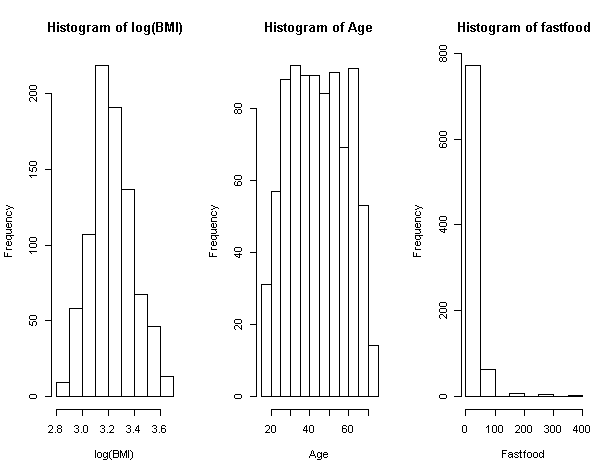 Histogram of log(BMI)
Frequency
0
50
100
150
200
2.8 3.0 3.2 3.4 3.6
log(BMI)
Histogram of Age
Frequency
0
20
40
60
80
20 40 60
Age
Histogram of fastfood
Frequency
0
200
400
600
800
0 100 200 300 400
Fastfood